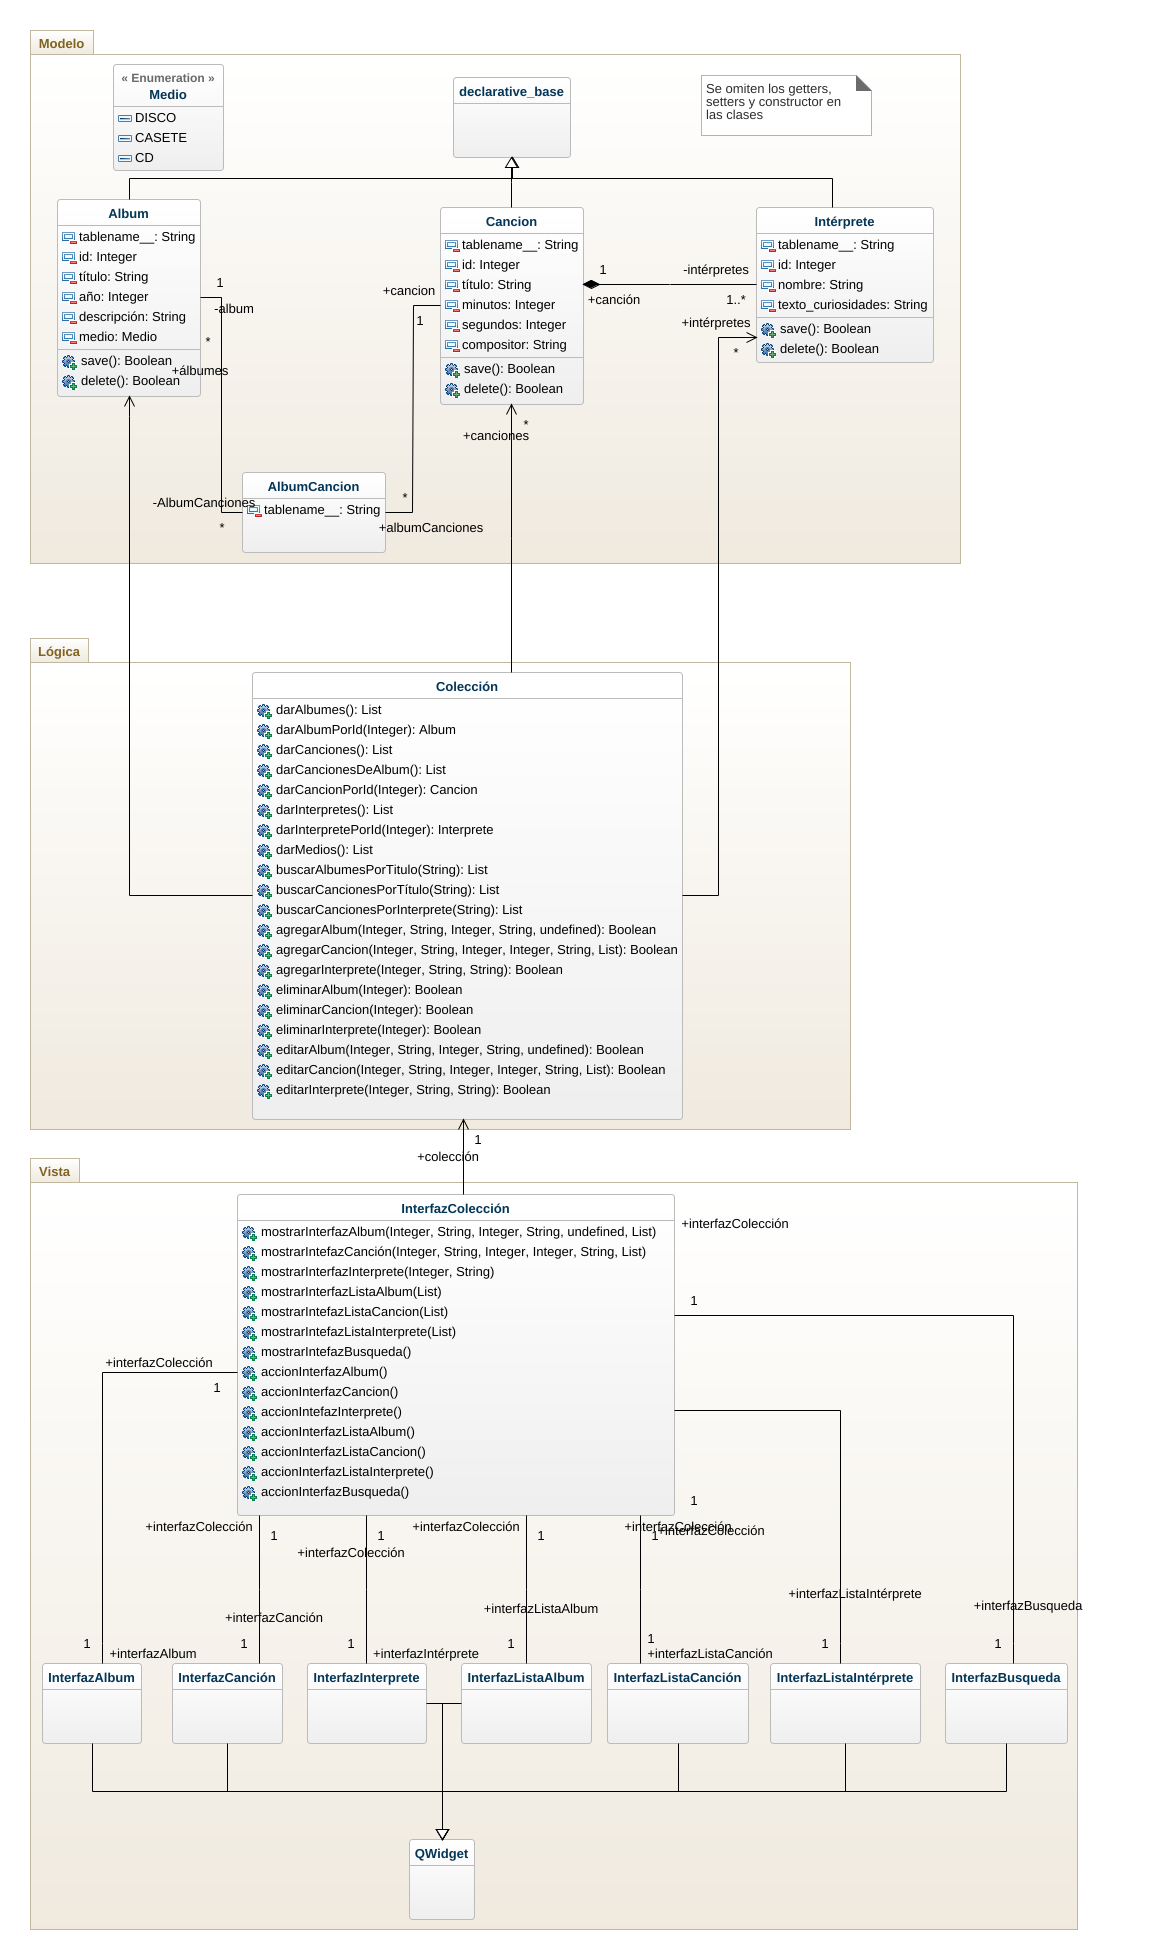 Modelo
« Enumeration »
Medio
DISCO
CASETE
CD
declarative_base
Se omiten los getters,
setters y constructor en
las clases
Album
tablename__: String
id: Integer
título: String
año: Integer
descripción: String
medio: Medio
save(): Boolean
delete(): Boolean
1
-album
*
+álbumes
Cancion
tablename__: String
id: Integer
título: String
minutos: Integer
segundos: Integer
compositor: String
save(): Boolean
delete(): Boolean
+cancion
1
1
+canción
-intérpretes
1..*
+intérpretes
*
Intérprete
tablename__: String
id: Integer
nombre: String
texto_curiosidades: String
save(): Boolean
delete(): Boolean
*
+canciones
AlbumCancion
tablename__: String
-AlbumCanciones
*
*
+albumCanciones
Lógica
Colección
darAlbumes(): List
darAlbumPorId(Integer): Album
darCanciones(): List
darCancionesDeAlbum(): List
darCancionPorId(Integer): Cancion
darInterpretes(): List
darInterpretePorId(Integer): Interprete
darMedios(): List
buscarAlbumesPorTitulo(String): List
buscarCancionesPorTítulo(String): List
buscarCancionesPorInterprete(String): List
agregarAlbum(Integer, String, Integer, String, undefined): Boolean
agregarCancion(Integer, String, Integer, Integer, String, List): Boolean
agregarInterprete(Integer, String, String): Boolean
eliminarAlbum(Integer): Boolean
eliminarCancion(Integer): Boolean
eliminarInterprete(Integer): Boolean
editarAlbum(Integer, String, Integer, String, undefined): Boolean
editarCancion(Integer, String, Integer, Integer, String, List): Boolean
editarInterprete(Integer, String, String): Boolean
1
+colección
Vista
InterfazColección
mostrarInterfazAlbum(Integer, String, Integer, String, undefined, List)
mostrarIntefazCanción(Integer, String, Integer, Integer, String, List)
mostrarInterfazInterprete(Integer, String)
mostrarInterfazListaAlbum(List)
mostrarIntefazListaCancion(List)
mostrarIntefazListaInterprete(List)
mostrarIntefazBusqueda()
accionInterfazAlbum()
accionInterfazCancion()
accionIntefazInterprete()
accionInterfazListaAlbum()
accionInterfazListaCancion()
accionInterfazListaInterprete()
accionInterfazBusqueda()
+interfazColección
1
+interfazColección
1
1
+interfazColección
1
+interfazColección
1
+interfazColección
1
+interfazColección
1
+interfazColección
+interfazCanción
+interfazListaAlbum
+interfazListaIntérprete
+interfazBusqueda
1
+interfazAlbum
1
1
+interfazIntérprete
1
1
+interfazListaCanción
1
1
InterfazAlbum
InterfazCanción
InterfazInterprete
InterfazListaAlbum
InterfazListaCanción
InterfazListaIntérprete
InterfazBusqueda
QWidget